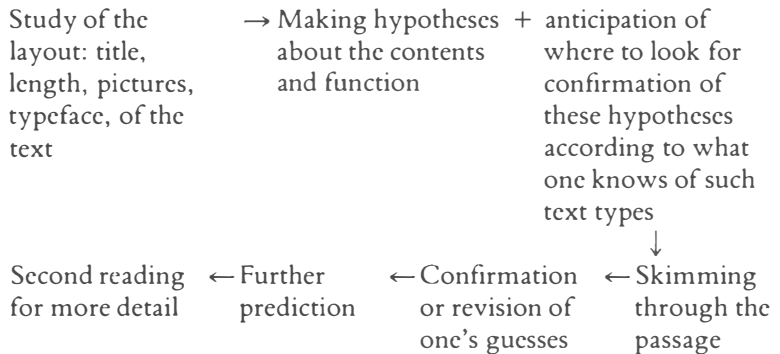 Study of the → Making hypotheses + anticipation of
layout: title, about the contents where to look for
length, pictures, and function confirmation of
typeface, of the these hypotheses
text according to what
one knows of such
text types
↓
Second reading ← Further ← Confirmation ← Skimming
for more detail prediction or revision of through the
one's guesses passage